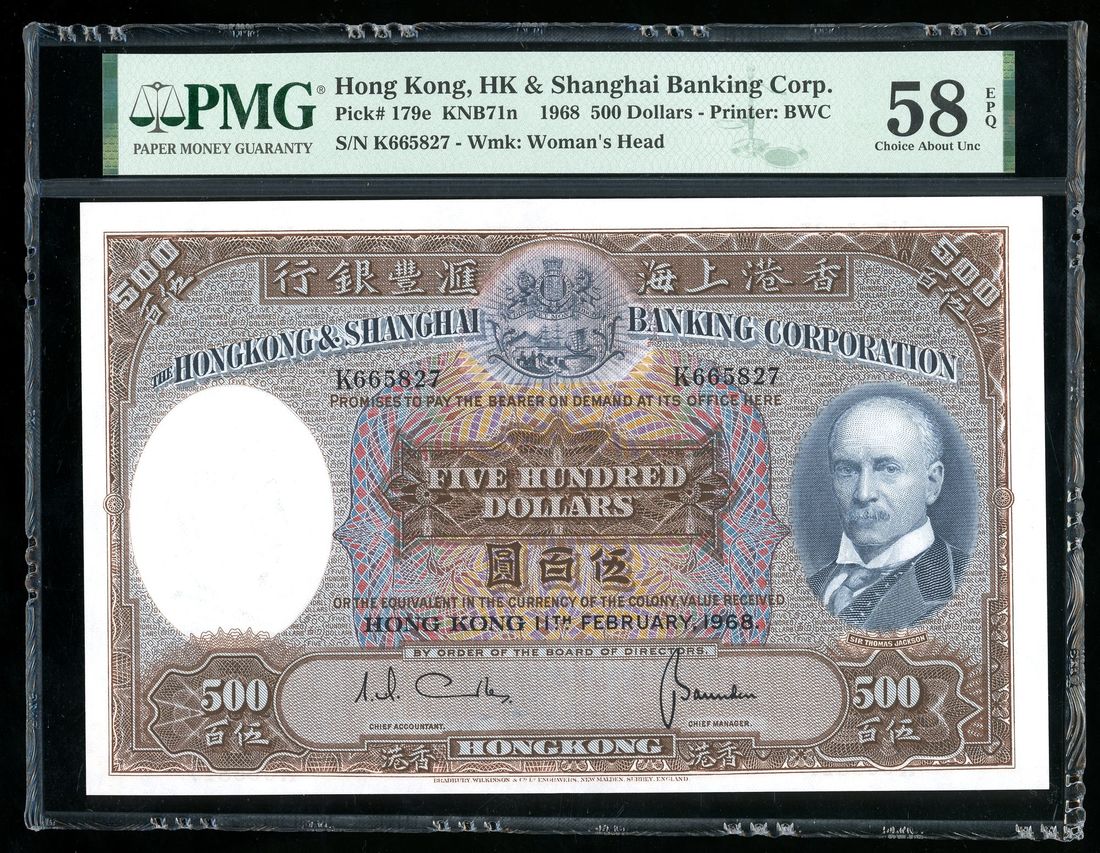 PMG®
PAPER MONEY GUARANTY
Hong Kong, HK & Shanghai Banking Corp.
Pick# 179e KNB71n 1968 500 Dollars - Printer: BWC
S/N K665827 - Wmk: Woman's Head
58
EPQ
Choice About Unc
500
百伍
行銀豐滙 海上港香
500
百伍
THE HONGKONG & SHANGHAI BANKING CORPORATION
K665827 K665827
PROMISES TO PAY THE BEARER ON DEMAND AT ITS OFFICE HERE
FIVE HUNDRED
DOLLARS
圓百伍
OR THE EQUIVALENT IN THE CURRENCY OF THE COLONY, VALUE RECEIVED
HONG KONG 11TH FEBRUARY, 1968.
SIR THOMAS JACKSON
BY ORDER OF THE BOARD OF DIRECTORS.
500
百伍
500
百伍
CHIEF ACCOUNTANT. CHIEF MANAGER.
港香 HONGKONG 港香
BRADBURY, WILKINSON & Co Ld ENGRAVERS, NEW MALDEN, SURREY, ENGLAND